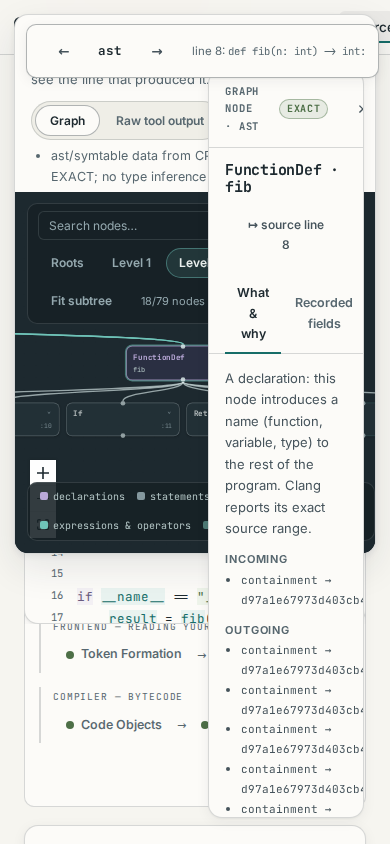 ← ast → line 8: def fib(n: int) → int:
see the line that produced it.
Graph Raw tool output
• ast/symtable data from
EXACT; no type inference
Search nodes...
Roots Level 1
Fit subtree 18/79 nodes
FunctionDef
fib
If
:10
:11
+
declarations statements
expressions & operators
14
15
16 if __name__ == "
17 result = fib(
FRONTEND — READING YOUR
Token Formation →
COMPILER — BYTECODE
Code Objects →
GRAPH
NODE
· AST
EXACT
FunctionDef ·
fib
↦ source line
8
What
&
why
Recorded
fields
A declaration: this
node introduces a
name (function,
variable, type) to
the rest of the
program. Clang
reports its exact
source range.
INCOMING
• containment →
d97a1e67973d403cb4
OUTGOING
• containment →
d97a1e67973d403cb4
• containment →
d97a1e67973d403cb4
• containment →
d97a1e67973d403cb4
• containment →
d97a1e67973d403cb4
• containment →